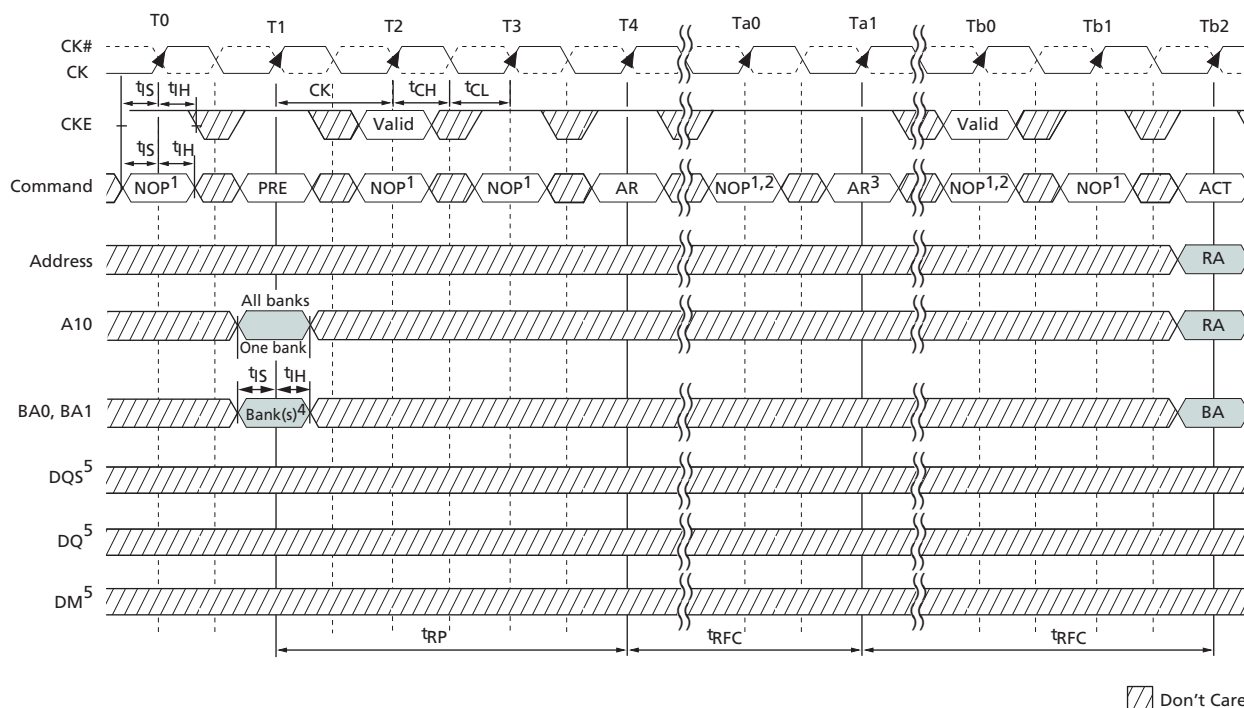 T0 T1 T2 T3 T4 Ta0 Ta1 Tb0 Tb1 Tb2
CK#
CK
tIS tIH CK tCH tCL
CKE Valid Valid
tIS tIH
Command NOP1 PRE NOP1 NOP1 AR NOP1,2 AR3 NOP1,2 NOP1 ACT
Address RA
All banks
A10 RA
One bank
tIS tIH
BA0, BA1 Bank(s)4 BA
DQS5
DQ5
DM5
tRP tRFC tRFC
Don't Care